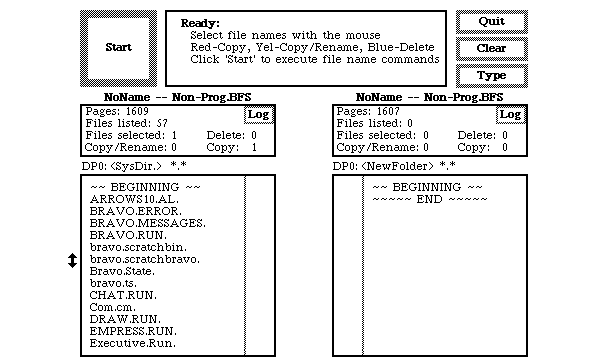 Start
Ready:
Select file names with the mouse
Red-Copy, Yel-Copy/Rename, Blue-Delete
Click 'Start' to execute file name commands
Quit
Clear
Type
NoName -- Non-Prog.BFS
Pages: 1609
Log
Files listed: 57
Files selected: 1 Delete: 0
Copy/Rename: 0 Copy: 1
DP0: <SysDir.> *.*
~~ BEGINNING ~~
ARROWS10.AL.
BRAVO.ERROR.
BRAVO.MESSAGES.
BRAVO.RUN.
bravo.scratchbin.
bravo.scratchbravo.
Bravo.State.
bravo.ts.
CHAT.RUN.
Com.cm.
DRAW.RUN.
EMPRESS.RUN.
Executive.Run.
NoName -- Non-Prog.BFS
Pages: 1607
Log
Files listed: 0
Files selected: 0 Delete: 0
Copy/Rename: 0 Copy: 0
DP0: <NewFolder> *.*
~~ BEGINNING ~~
~~~~~ END ~~~~~